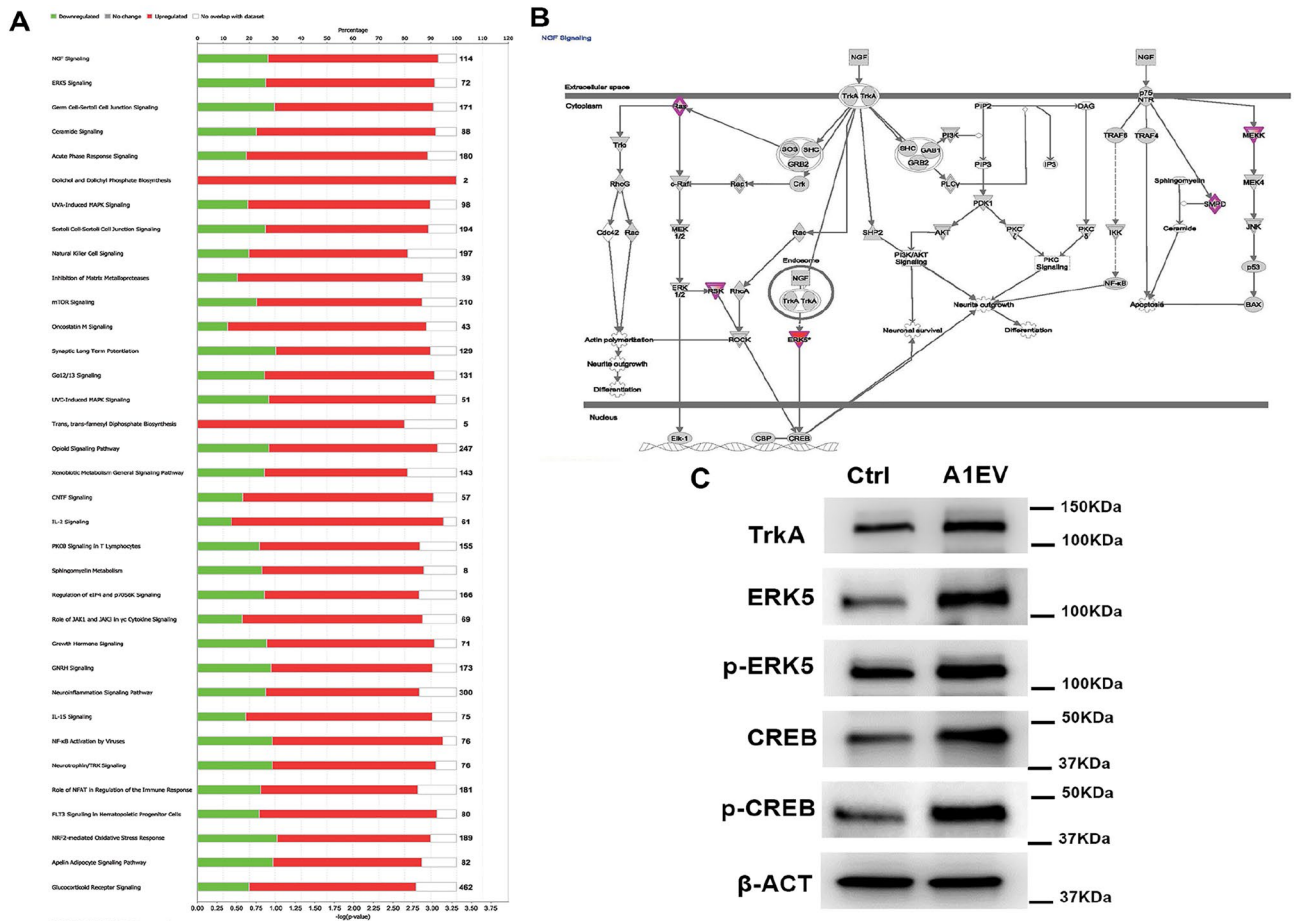 A
Downregulated No change Upregulated No overlap with dataset
Percentage
0 10 20 30 40 50 60 70 80 90 100 110 120
NGF Signaling 114
ERK5 Signaling 72
Germ Cell-Sertoli Cell Junction Signaling 171
Ceramide Signaling 88
Acute Phase Response Signaling 180
Dolichol and Dolichyl Phosphate Biosynthesis 2
UVA-Induced MAPK Signaling 98
Sertoli Cell-Sertoli Cell Junction Signaling 194
Natural Killer Cell Signaling 197
Inhibition of Matrix Metalloproteases 39
mTOR Signaling 210
Oncostatin M Signaling 43
Synaptic Long Term Potentiation 129
Gα12/13 Signaling 131
UVC-Induced MAPK Signaling 51
Trans, trans-farnesyl Diphosphate Biosynthesis 5
Opioid Signaling Pathway 247
Xenobiotic Metabolism General Signaling Pathway 143
CNTF Signaling 57
IL-3 Signaling 61
PKCθ Signaling in T Lymphocytes 155
Sphingomyelin Metabolism 8
Regulation of eIF4 and p70S6K Signaling 166
Role of JAK1 and JAK3 in γc Cytokine Signaling 69
Growth Hormone Signaling 71
GNRH Signaling 173
Neuroinflammation Signaling Pathway 300
IL-15 Signaling 75
NF-κB Activation by Viruses 76
Neurotrophin/TRK Signaling 76
Role of NFAT in Regulation of the Immune Response 181
FLT3 Signaling in Hematopoietic Progenitor Cells 80
NRF2-mediated Oxidative Stress Response 189
Apelin Adipocyte Signaling Pathway 82
Glucocorticoid Receptor Signaling 462
0.00 0.25 0.50 0.75 1.00 1.25 1.50 1.75 2.00 2.25 2.50 2.75 3.00 3.25 3.50 3.75
-log(p-value)
B
NGF Signaling
NGF NGF
Extracellular space
Cytoplasm
Ras TrkA TrkA PIP2 DAG p75 NTR
Trio SOS SHC GRB2 SHC GAB1 GRB2 PI3K TRAF6 TRAF4 MEKK
RhoG c-Raf Rap1 Crk PLCγ PIP3 IP3 Sphingomyelin MEK4
Cdc42 Rac MEK 1/2 Rac SHP2 AKT PDK1 PKC ζ PKC δ IKK Ceramide SMPD JNK
Endosome PI3K/AKT Signaling PKC Signaling p53
ERK 1/2 RSK RhoA NGF TrkA TrkA Neurite outgrowth NF-κB Apoptosis BAX
Actin polymerization ROCK ERK5* Neuronal survival Differentiation
Neurite outgrowth
Differentiation
Nucleus
Elk-1 CBP CREB
C
Ctrl A1EV
TrkA 150KDa
100KDa
ERK5 100KDa
p-ERK5 100KDa
CREB 50KDa
37KDa
p-CREB 50KDa
37KDa
β-ACT 37KDa